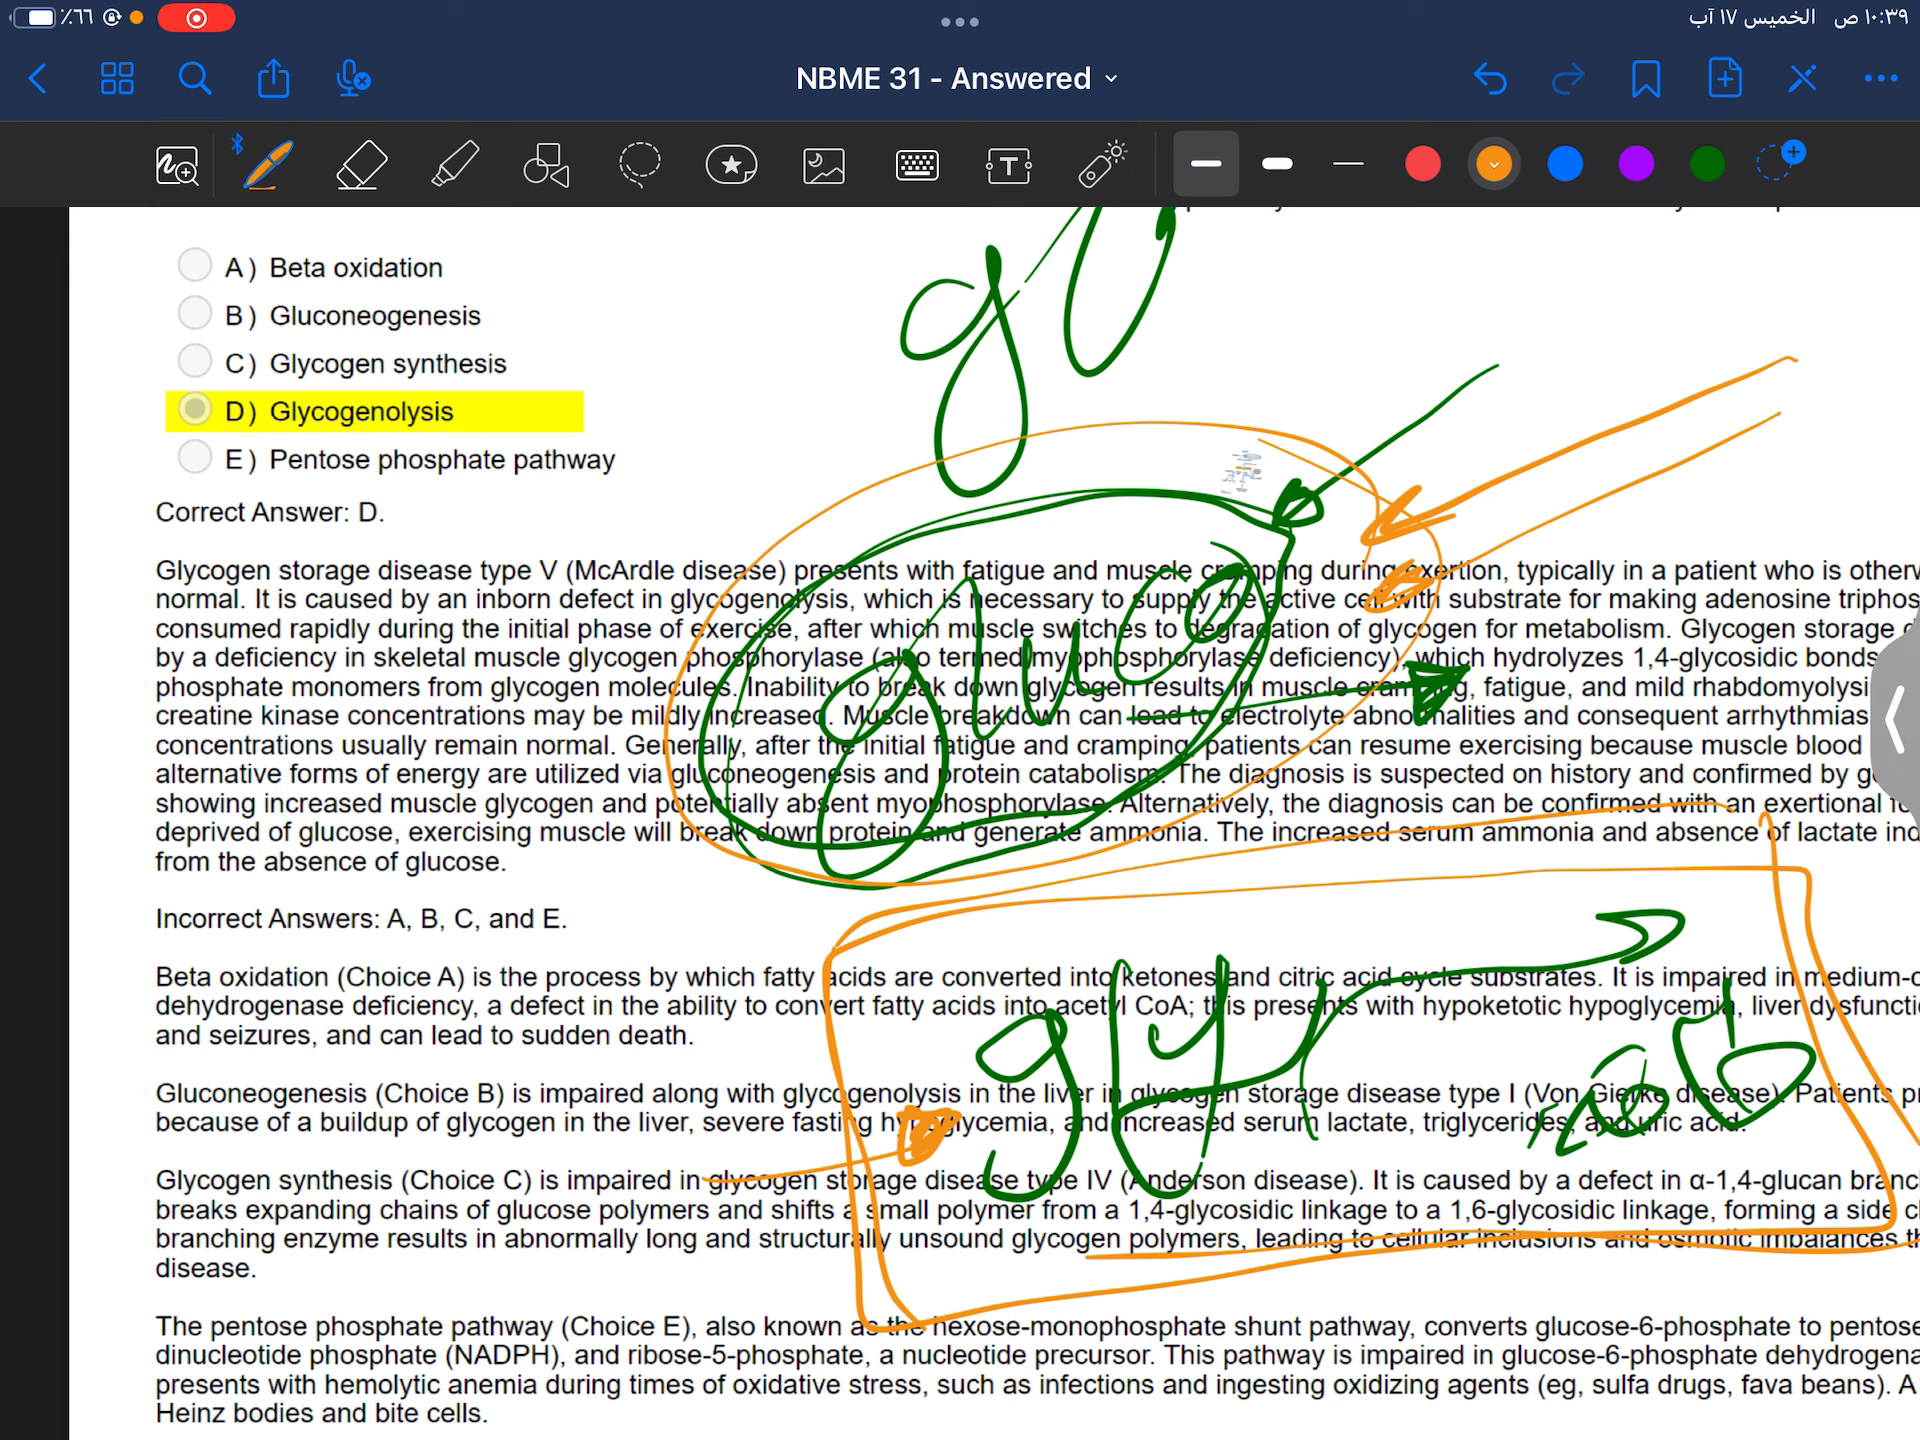 ٪٦٦
الخميس ١٧ آب ١٠:٣٩ ص
NBME 31 - Answered
A) Beta oxidation
B) Gluconeogenesis
C) Glycogen synthesis
D) Glycogenolysis
E) Pentose phosphate pathway
Correct Answer: D.
Glycogen storage disease type V (McArdle disease) presents with fatigue and muscle cramping during exertion, typically in a patient who is otherw
normal. It is caused by an inborn defect in glycogenolysis, which is necessary to supply the active cell with substrate for making adenosine triphos
consumed rapidly during the initial phase of exercise, after which muscle switches to degradation of glycogen for metabolism. Glycogen storage d
by a deficiency in skeletal muscle glycogen phosphorylase (also termed myophosphorylase deficiency), which hydrolyzes 1,4-glycosidic bonds
phosphate monomers from glycogen molecules. Inability to break down glycogen results in muscle cramping, fatigue, and mild rhabdomyolysi
creatine kinase concentrations may be mildly increased. Muscle breakdown can lead to electrolyte abnormalities and consequent arrhythmias
concentrations usually remain normal. Generally, after the initial fatigue and cramping, patients can resume exercising because muscle blood
alternative forms of energy are utilized via gluconeogenesis and protein catabolism. The diagnosis is suspected on history and confirmed by g
showing increased muscle glycogen and potentially absent myophosphorylase. Alternatively, the diagnosis can be confirmed with an exertional fo
deprived of glucose, exercising muscle will break down protein and generate ammonia. The increased serum ammonia and absence of lactate ind
from the absence of glucose.
Incorrect Answers: A, B, C, and E.
Beta oxidation (Choice A) is the process by which fatty acids are converted into ketones and citric acid cycle substrates. It is impaired in medium-c
dehydrogenase deficiency, a defect in the ability to convert fatty acids into acetyl CoA; this presents with hypoketotic hypoglycemia, liver dysfuncti
and seizures, and can lead to sudden death.
Gluconeogenesis (Choice B) is impaired along with glycogenolysis in the liver in glycogen storage disease type I (Von Gierke disease). Patients pr
because of a buildup of glycogen in the liver, severe fasting hypoglycemia, and increased serum lactate, triglycerides, and uric acid.
Glycogen synthesis (Choice C) is impaired in glycogen storage disease type IV (Anderson disease). It is caused by a defect in α-1,4-glucan branc
breaks expanding chains of glucose polymers and shifts a small polymer from a 1,4-glycosidic linkage to a 1,6-glycosidic linkage, forming a side c
branching enzyme results in abnormally long and structurally unsound glycogen polymers, leading to cellular inclusions and osmotic imbalances th
disease.
The pentose phosphate pathway (Choice E), also known as the hexose-monophosphate shunt pathway, converts glucose-6-phosphate to pentose
dinucleotide phosphate (NADPH), and ribose-5-phosphate, a nucleotide precursor. This pathway is impaired in glucose-6-phosphate dehydrogena
presents with hemolytic anemia during times of oxidative stress, such as infections and ingesting oxidizing agents (eg, sulfa drugs, fava beans). A
Heinz bodies and bite cells.